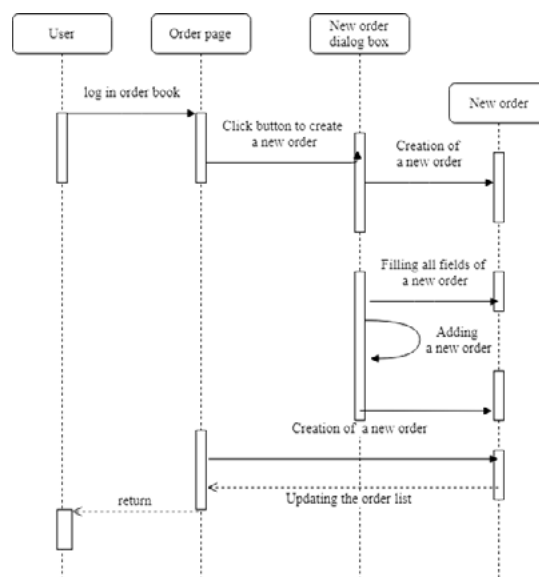 User
Order page
New order
dialog box
New order
log in order book
Click button to create
a new order
Creation of
a new order
Filling all fields of
a new order
Adding
a new order
Creation of a new order
Updating the order list
return